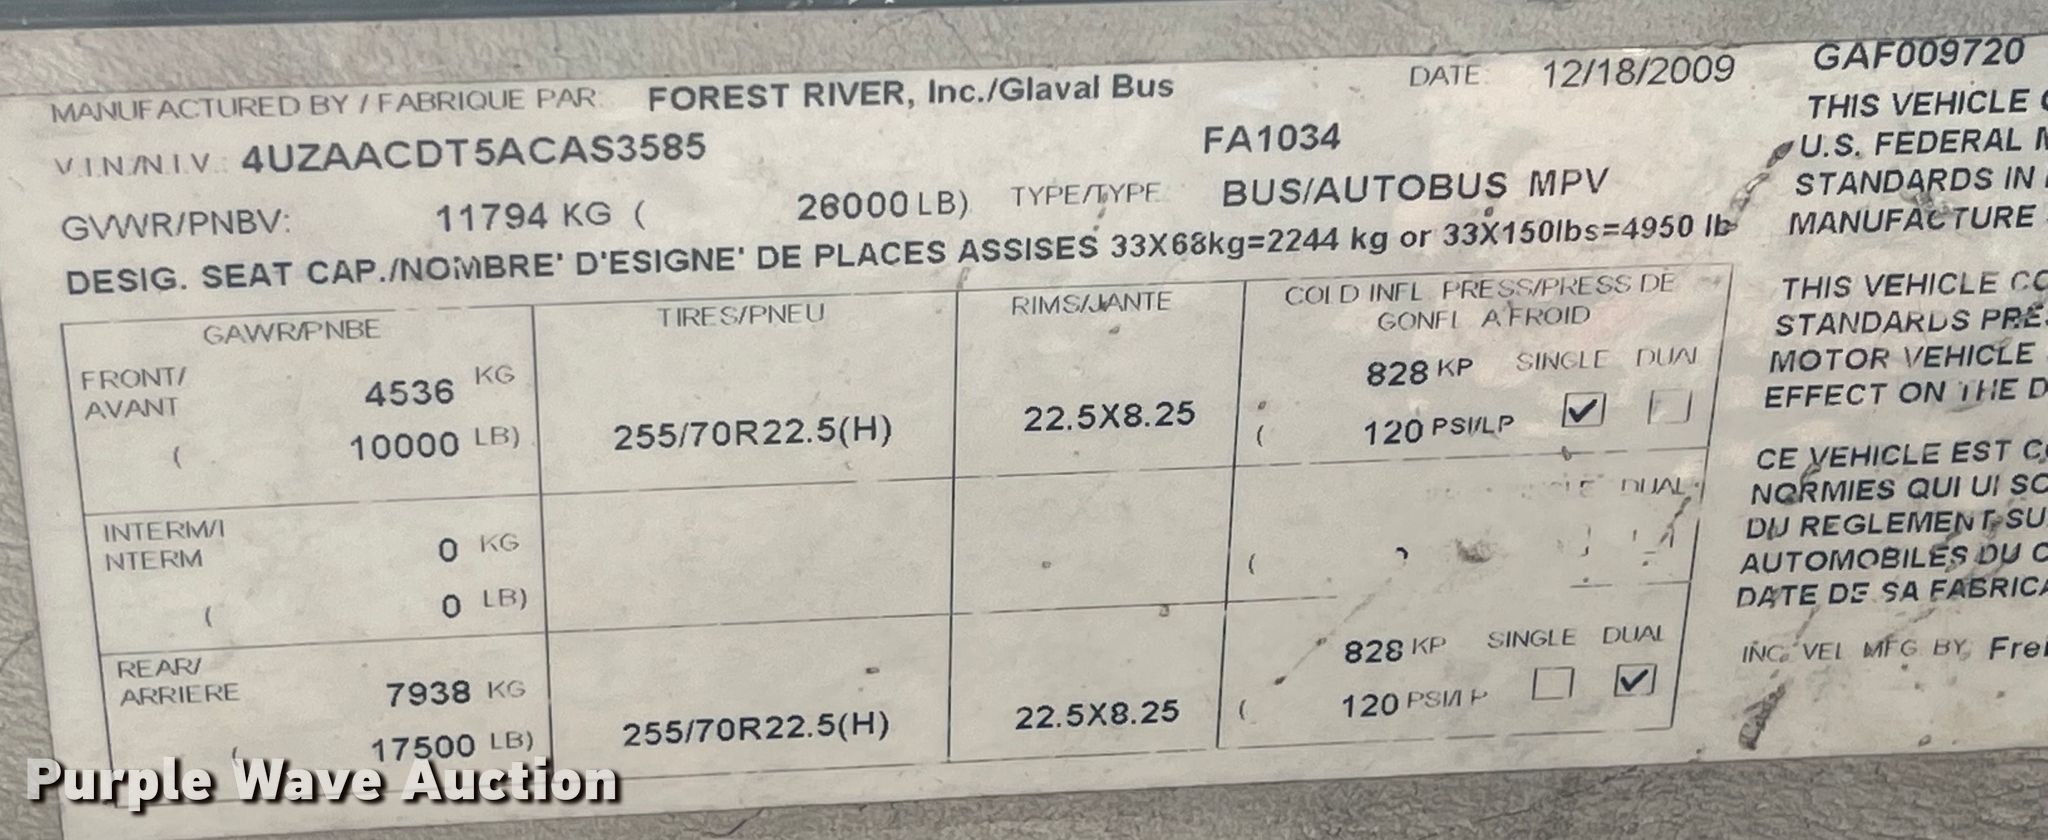 MANUFACTURED BY / FABRIQUE PAR: FOREST RIVER, Inc./Glaval Bus DATE: 12/18/2009 GAF009720
V.I.N./N.I.V.: 4UZAACDT5ACAS3585 FA1034
GVWR/PNBV: 11794 KG ( 26000 LB) TYPE/TYPE BUS/AUTOBUS MPV
DESIG. SEAT CAP./NOMBRE' D'ESIGNE' DE PLACES ASSISES 33X68kg=2244 kg or 33X150lbs=4950 lb
GAWR/PNBE TIRES/PNEU RIMS/JANTE COLD INFL PRESS/PRESS DE
GONFL A FROID
FRONT/ 4536 KG 828 KP SINGLE DUAL
AVANT 255/70R22.5(H) 22.5X8.25
( 10000 LB) ( 120 PSI/LP
INTERM/I DUAL
NTERM 0 KG
( 0 LB) (
REAR/ 828 KP SINGLE DUAL
ARRIERE 7938 KG
( 17500 LB) 255/70R22.5(H) 22.5X8.25 ( 120 PSI/LP
THIS VEHICLE
U.S. FEDERAL
STANDARDS IN
MANUFACTURE
THIS VEHICLE
STANDARDS
MOTOR VEHICLE
EFFECT ON THE
CE VEHICLE EST
NORMIES QUI UI
DU REGLEMENT
AUTOMOBILES DU
DATE DE SA
INC. VEL MFG BY
Purple Wave Auction